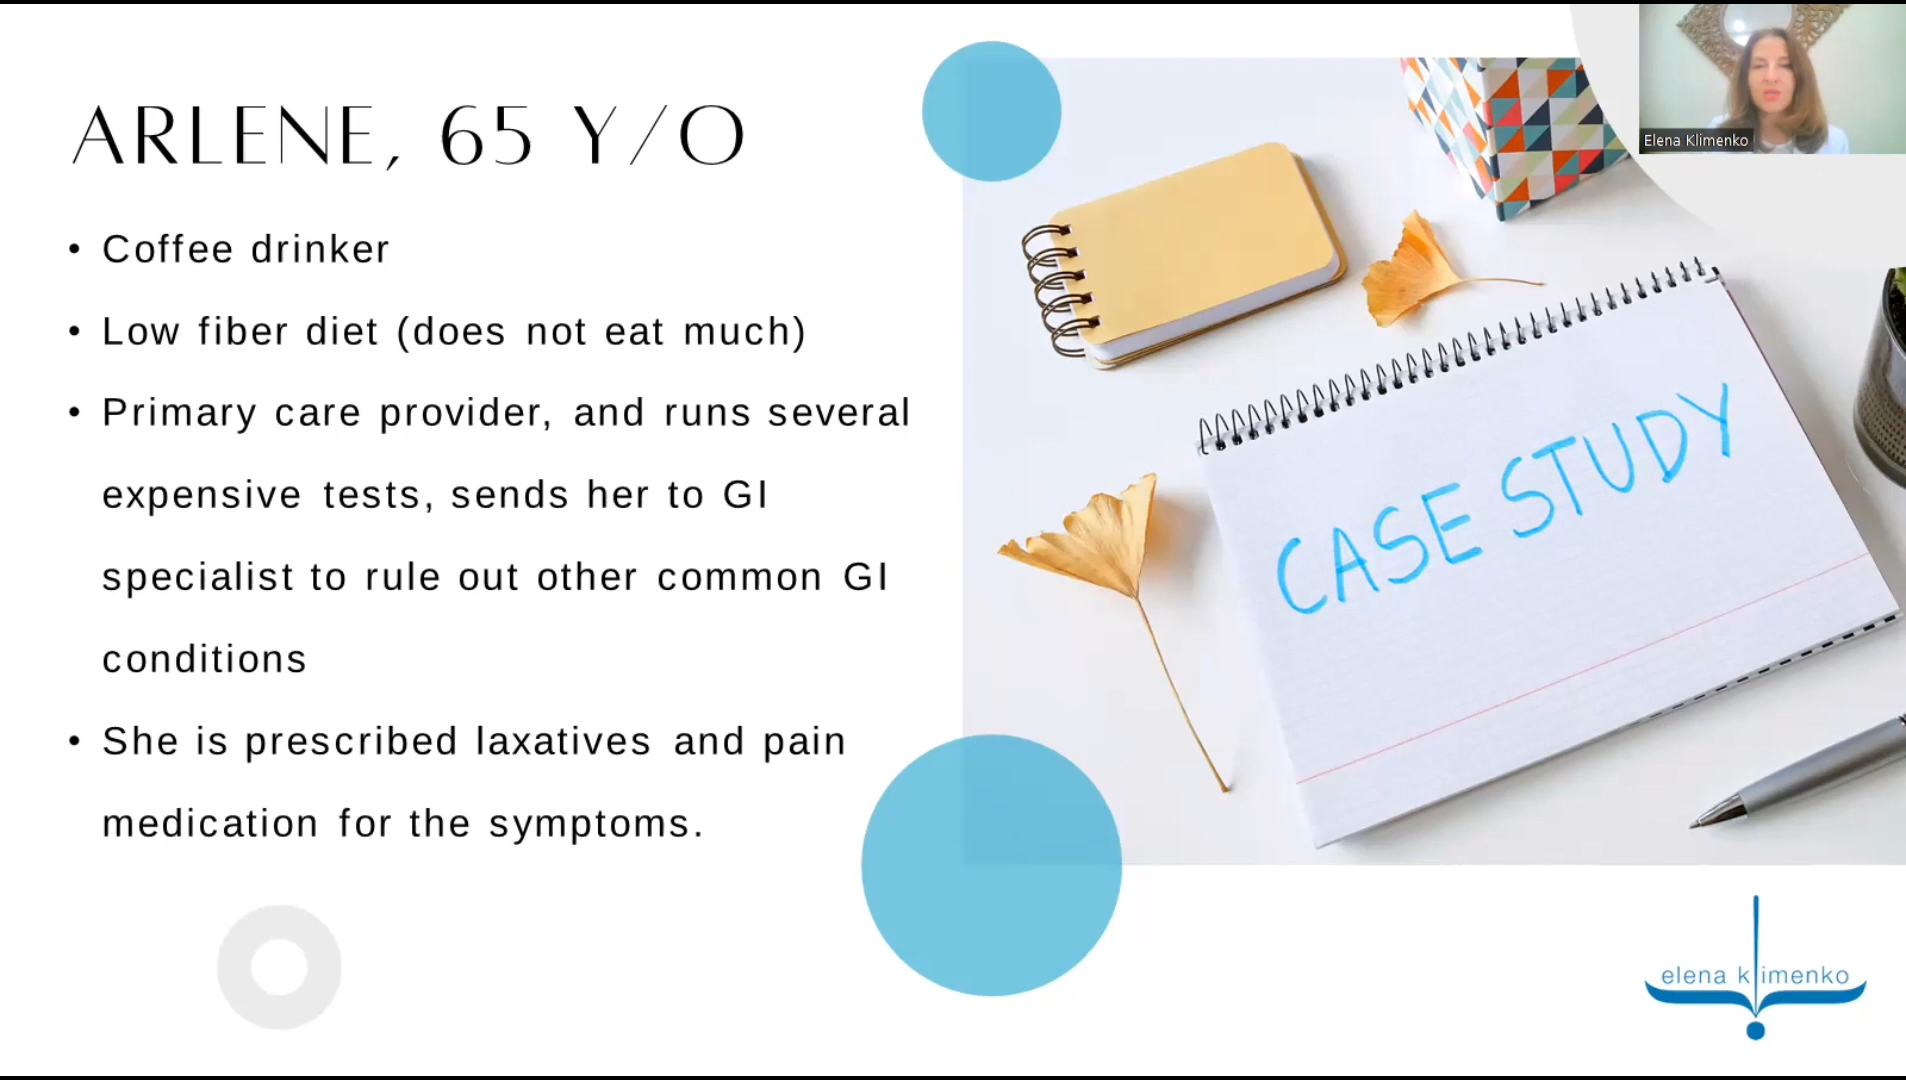 ARLENE, 65 Y/O
• Coffee drinker
• Low fiber diet (does not eat much)
• Primary care provider, and runs several
expensive tests, sends her to GI
specialist to rule out other common GI
conditions
• She is prescribed laxatives and pain
medication for the symptoms.
CASE STUDY
Elena Klimenko
elena klimenko